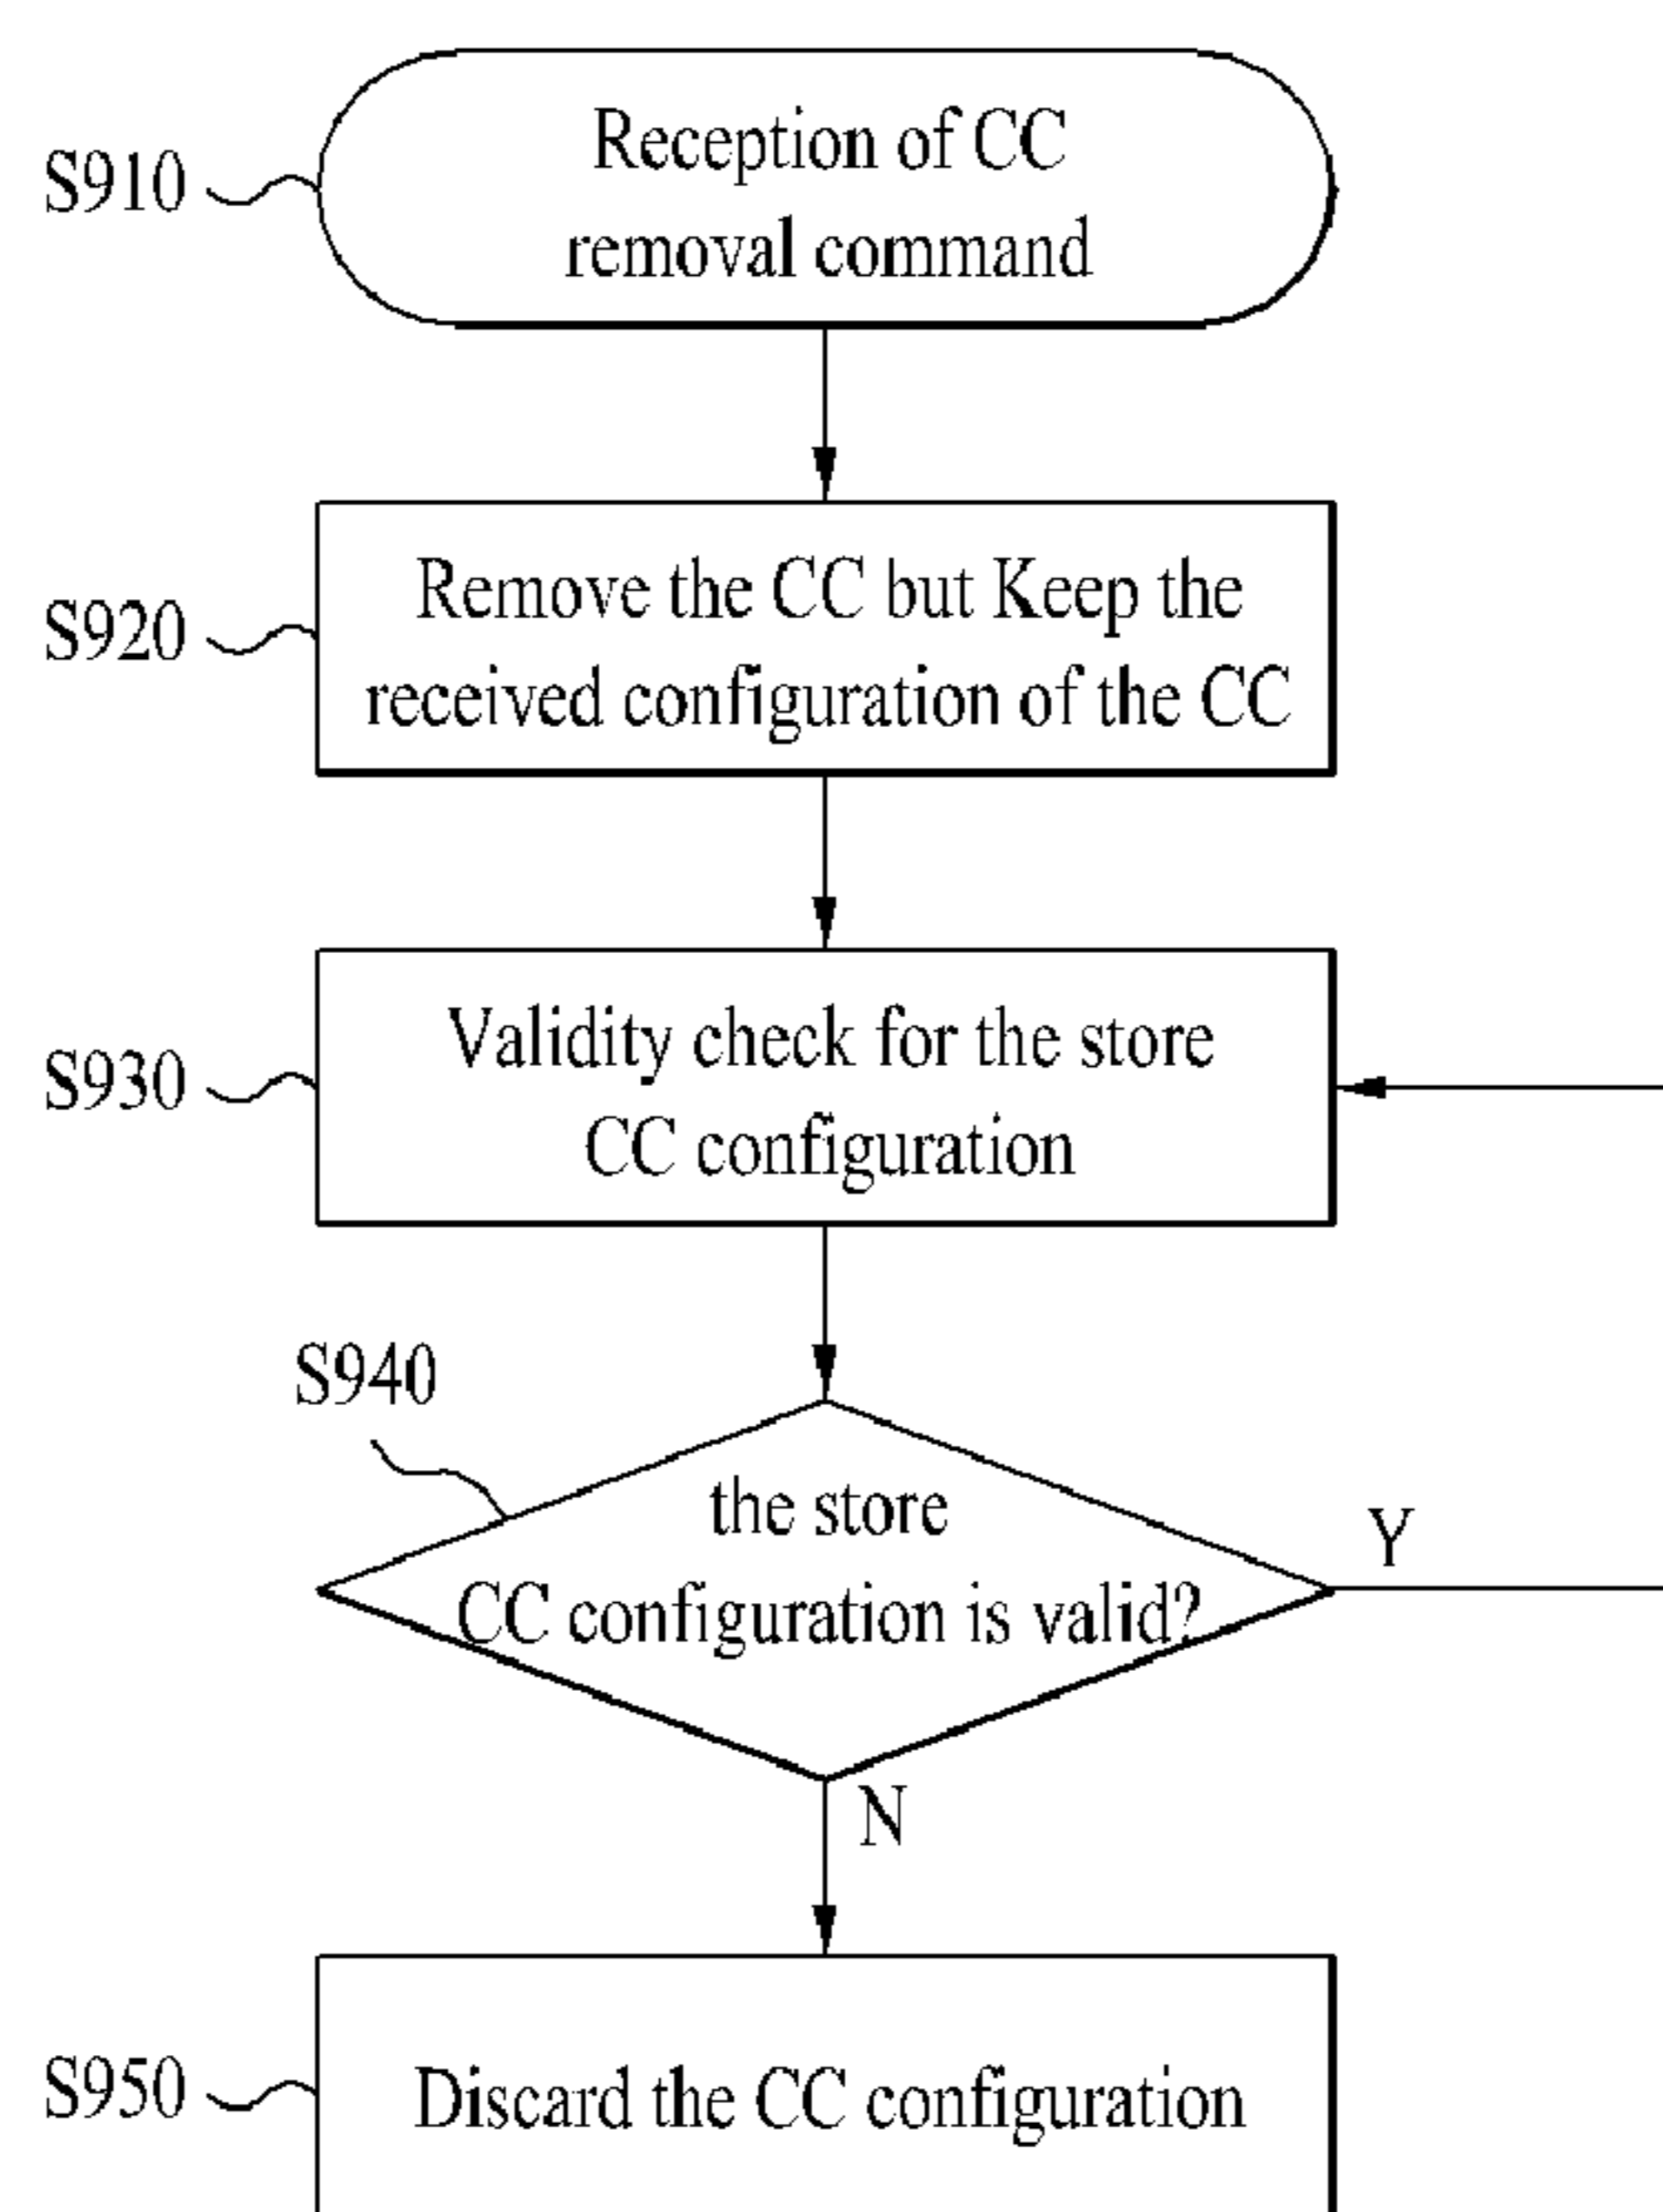 S910
Reception of CC
removal command
S920
Remove the CC but Keep the
received configuration of the CC
S930
Validity check for the store
CC configuration
S940
the store
CC configuration is valid?
Y
N
S950
Discard the CC configuration